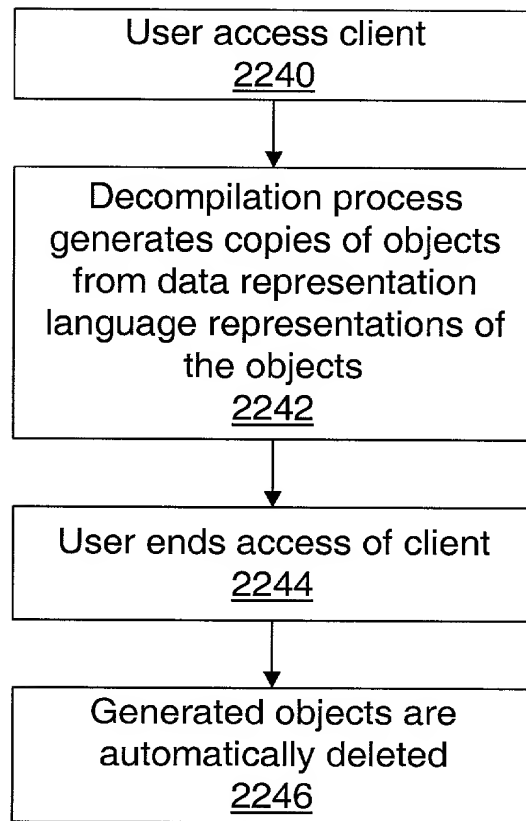 User access client
2240
Decompilation process
generates copies of objects
from data representation
language representations of
the objects
2242
User ends access of client
2244
Generated objects are
automatically deleted
2246